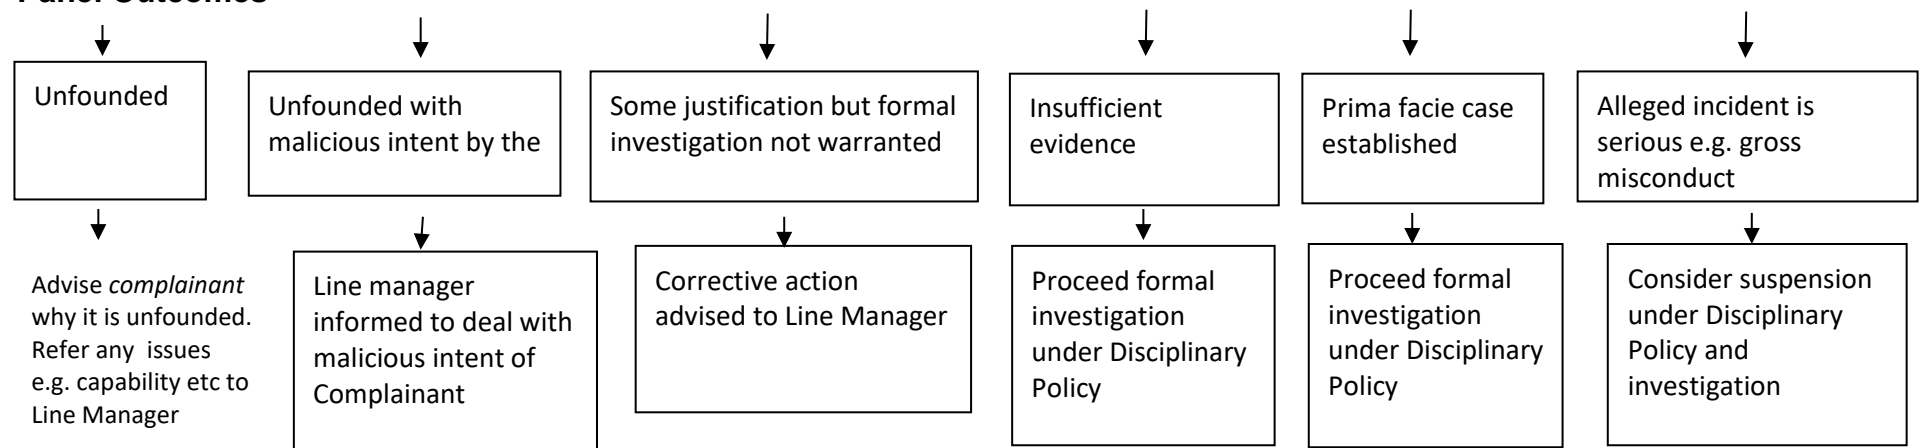 Panel Outcomes
Unfounded
Unfounded with
malicious intent by the
Some justification but formal
investigation not warranted
Insufficient
evidence
Prima facie case
established
Alleged incident is
serious e.g. gross
misconduct
Advise complainant
why it is unfounded.
Refer any issues
e.g. capability etc to
Line Manager
Line manager
informed to deal with
malicious intent of
Complainant
Corrective action
advised to Line Manager
Proceed formal
investigation
under Disciplinary
Policy
Proceed formal
investigation
under Disciplinary
Policy
Consider suspension
under Disciplinary
Policy and
investigation